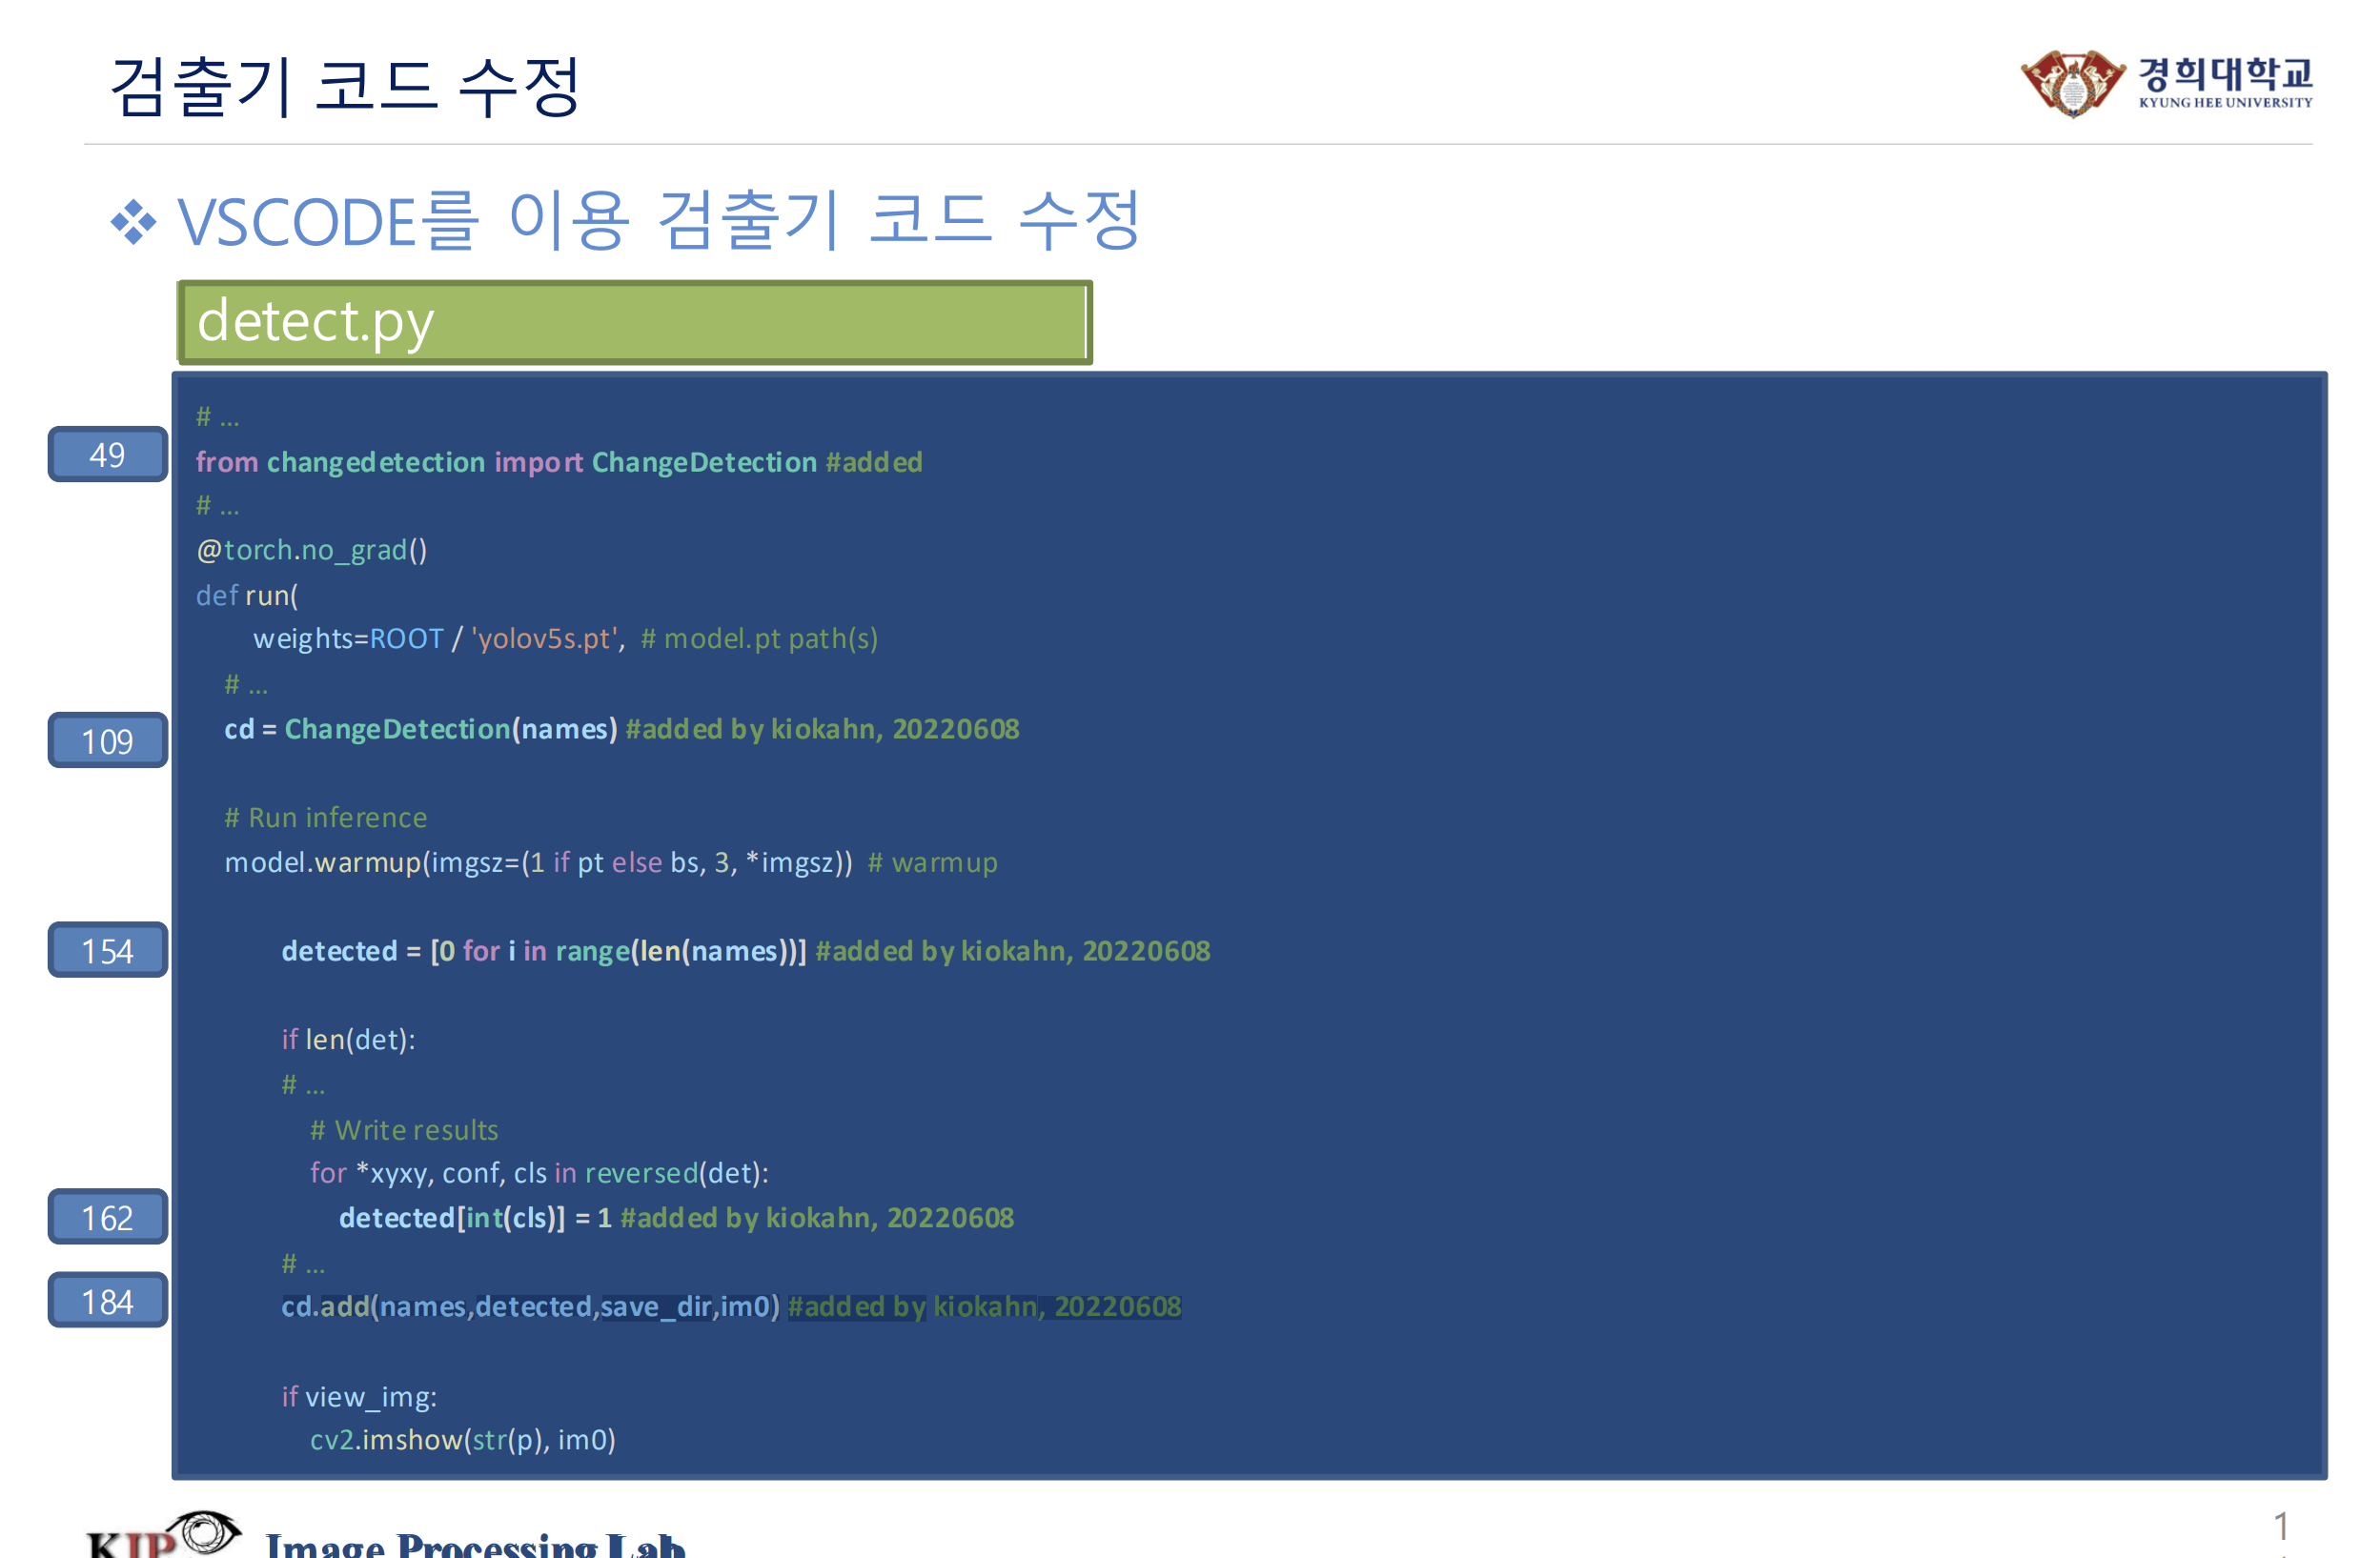 검출기 코드 수정
경희대학교
KYUNG HEE UNIVERSITY
❖ VSCODE를 이용 검출기 코드 수정
detect.py
# ...
49
from changedetection import ChangeDetection #added
# ...
@torch.no_grad()
def run(
weights=ROOT / 'yolov5s.pt',  # model.pt path(s)
# ...
109
cd = ChangeDetection(names) #added by kiokahn, 20220608
# Run inference
model.warmup(imgsz=(1 if pt else bs, 3, *imgsz))  # warmup
154
detected = [0 for i in range(len(names))] #added by kiokahn, 20220608
if len(det):
# ...
# Write results
for *xyxy, conf, cls in reversed(det):
162
detected[int(cls)] = 1 #added by kiokahn, 20220608
# ...
184
cd.add(names,detected,save_dir,im0) #added by kiokahn, 20220608
if view_img:
cv2.imshow(str(p), im0)
KIP
Image Processing Lab
1